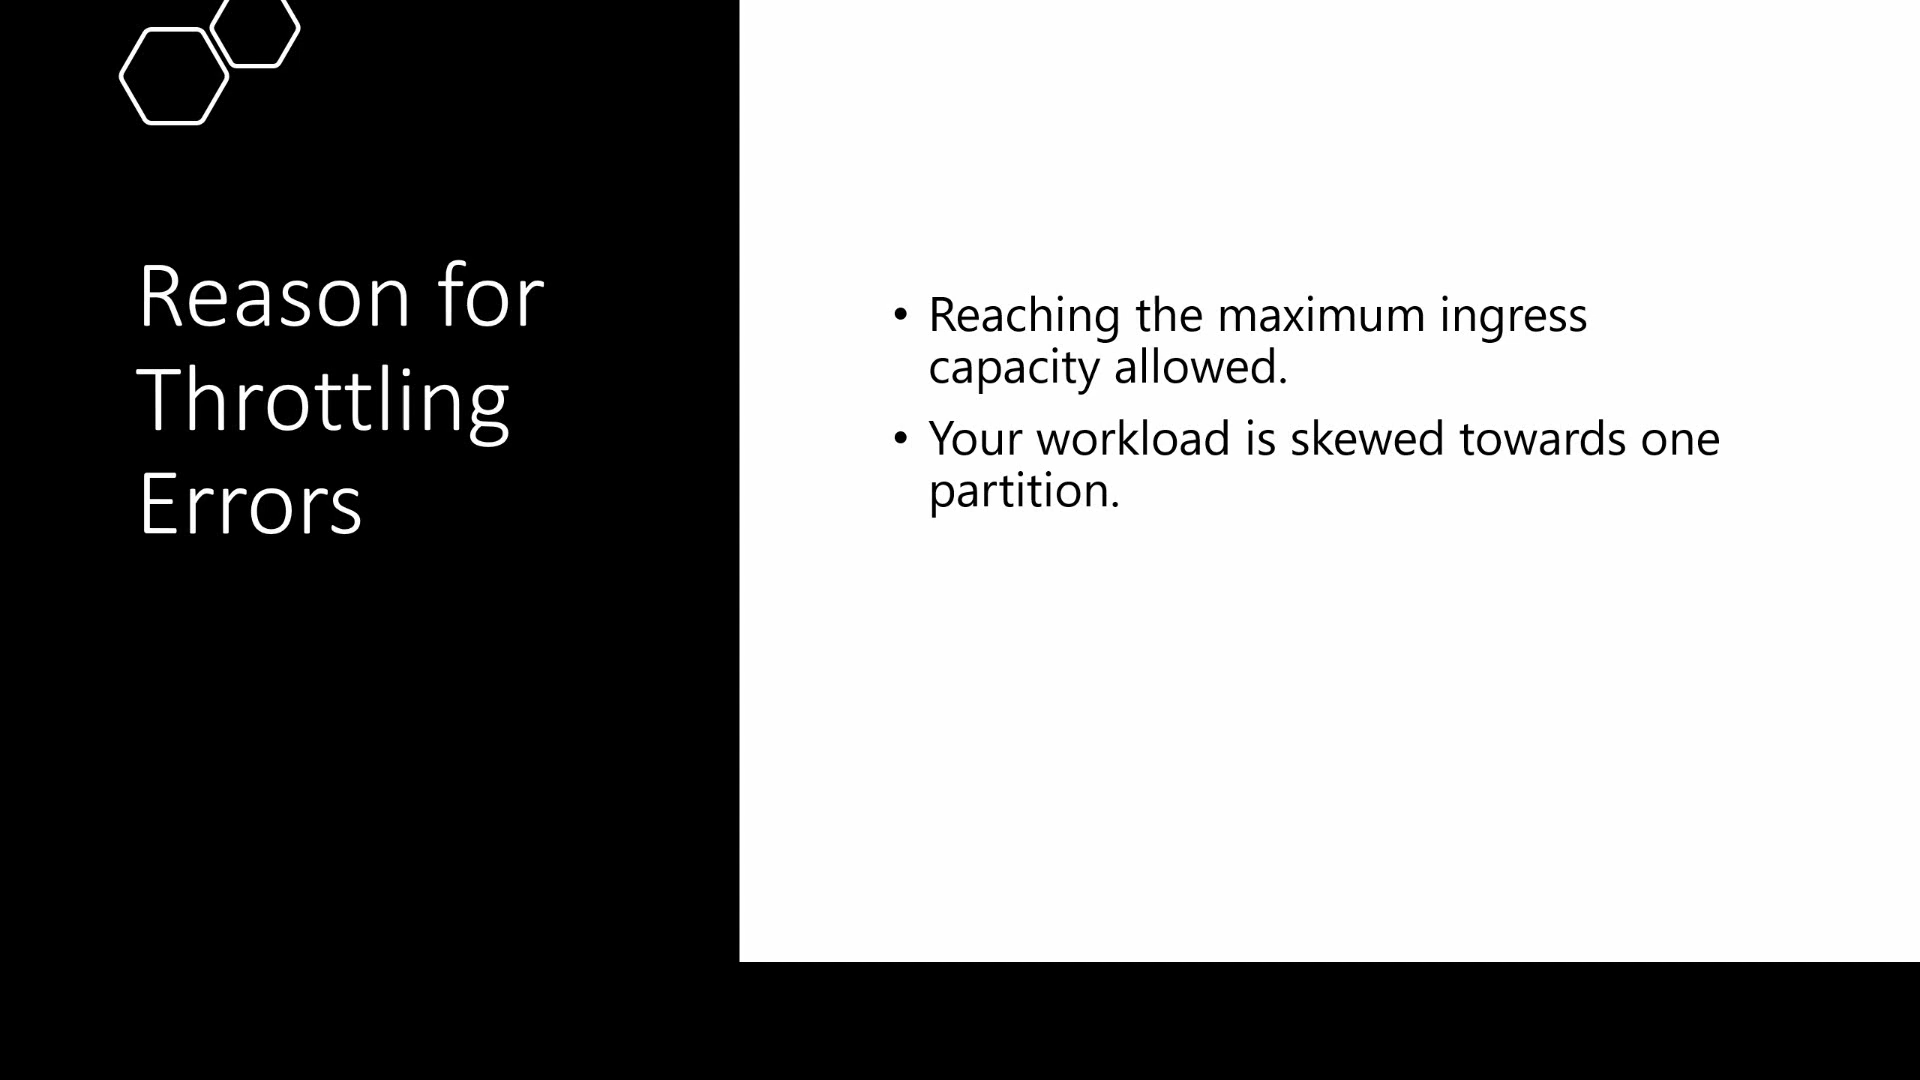 Reason for
Throttling
Errors
• Reaching the maximum ingress
capacity allowed.
• Your workload is skewed towards one
partition.